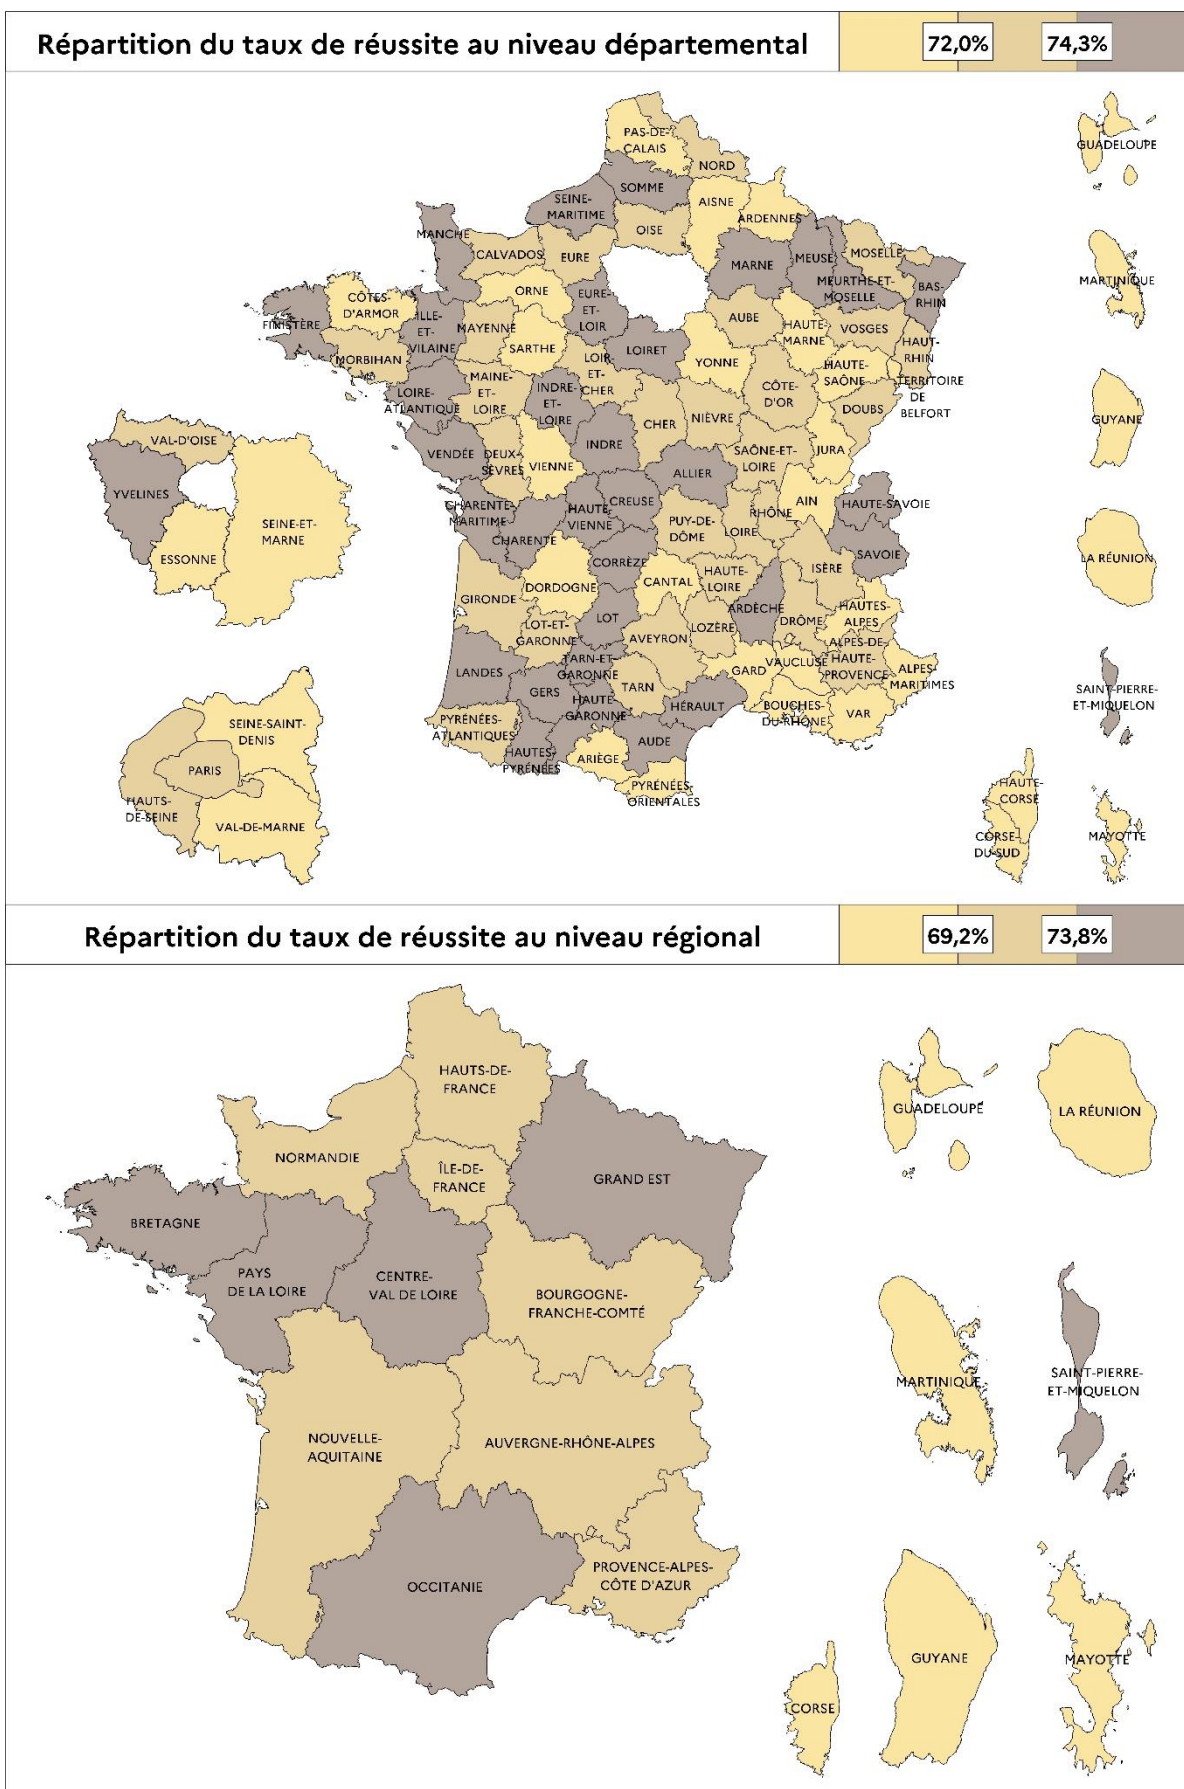 Répartition du taux de réussite au niveau départemental
72,0%
74,3%
PAS-DE-
CALAIS
NORD
GUADELOUPE
SOMME
SEINE-
MARITIME
AISNE
ARDENNES
OISE
MANCHE
CALVADOS
EURE
MARNE
MEUSE
MOSELLE
MEURTHE-ET-
MOSELLE
BAS-
RHIN
MARTINIQUE
ORNE
EURE-
ET-
LOIR
CÔTES-
D'ARMOR
FINISTÈRE
ILLE-
ET-
VILAINE
MAYENNE
AUBE
HAUTE-
MARNE
VOSGES
HAUT-
RHIN
MORBIHAN
SARTHE
LOIR-
ET-
CHER
LOIRET
YONNE
HAUTE-
SAÔNE
TERRITOIRE
DE
BELFORT
LOIRE-
ATLANTIQUE
MAINE-
ET-
LOIRE
INDRE-
ET-
LOIRE
CHER
NIÈVRE
CÔTE-
D'OR
DOUBS
GUYANE
VAL-D'OISE
YVELINES
SEINE-ET-
MARNE
ESSONNE
VENDÉE
DEUX-
SÈVRES
VIENNE
INDRE
ALLIER
SAÔNE-ET-
LOIRE
JURA
CHARENTE-
MARITIME
CHARENTE
HAUTE-
VIENNE
CREUSE
PUY-DE-
DÔME
LOIRE
RHÔNE
AIN
HAUTE-SAVOIE
SAVOIE
LA RÉUNION
CORRÈZE
DORDOGNE
CANTAL
HAUTE-
LOIRE
ISÈRE
GIRONDE
LOT-ET-
GARONNE
LOT
AVEYRON
LOZÈRE
ARDÈCHE
DRÔME
HAUTES-
ALPES
LANDES
TARN-ET-
GARONNE
TARN
GARD
VAUCLUSE
ALPES-DE-
HAUTE-
PROVENCE
ALPES-
MARITIMES
GERS
HAUTE-
GARONNE
HÉRAULT
BOUCHES-
DU-RHÔNE
VAR
SAINT-PIERRE-
ET-MIQUELON
PYRÉNÉES-
ATLANTIQUES
HAUTES-
PYRÉNÉES
ARIÈGE
AUDE
PYRÉNÉES-
ORIENTALES
SEINE-SAINT-
DENIS
PARIS
HAUTS-
DE-SEINE
VAL-DE-MARNE
HAUTE-
CORSE
CORSE-
DU-SUD
MAYOTTE
Répartition du taux de réussite au niveau régional
69,2%
73,8%
HAUTS-DE-
FRANCE
NORMANDIE
ÎLE-DE-
FRANCE
GRAND EST
GUADELOUPE
LA RÉUNION
BRETAGNE
PAYS
DE LA LOIRE
CENTRE-
VAL DE LOIRE
BOURGOGNE-
FRANCHE-COMTÉ
MARTINIQUE
SAINT-PIERRE-
ET-MIQUELON
NOUVELLE-
AQUITAINE
AUVERGNE-RHÔNE-ALPES
OCCITANIE
PROVENCE-ALPES-
CÔTE D'AZUR
CORSE
GUYANE
MAYOTTE